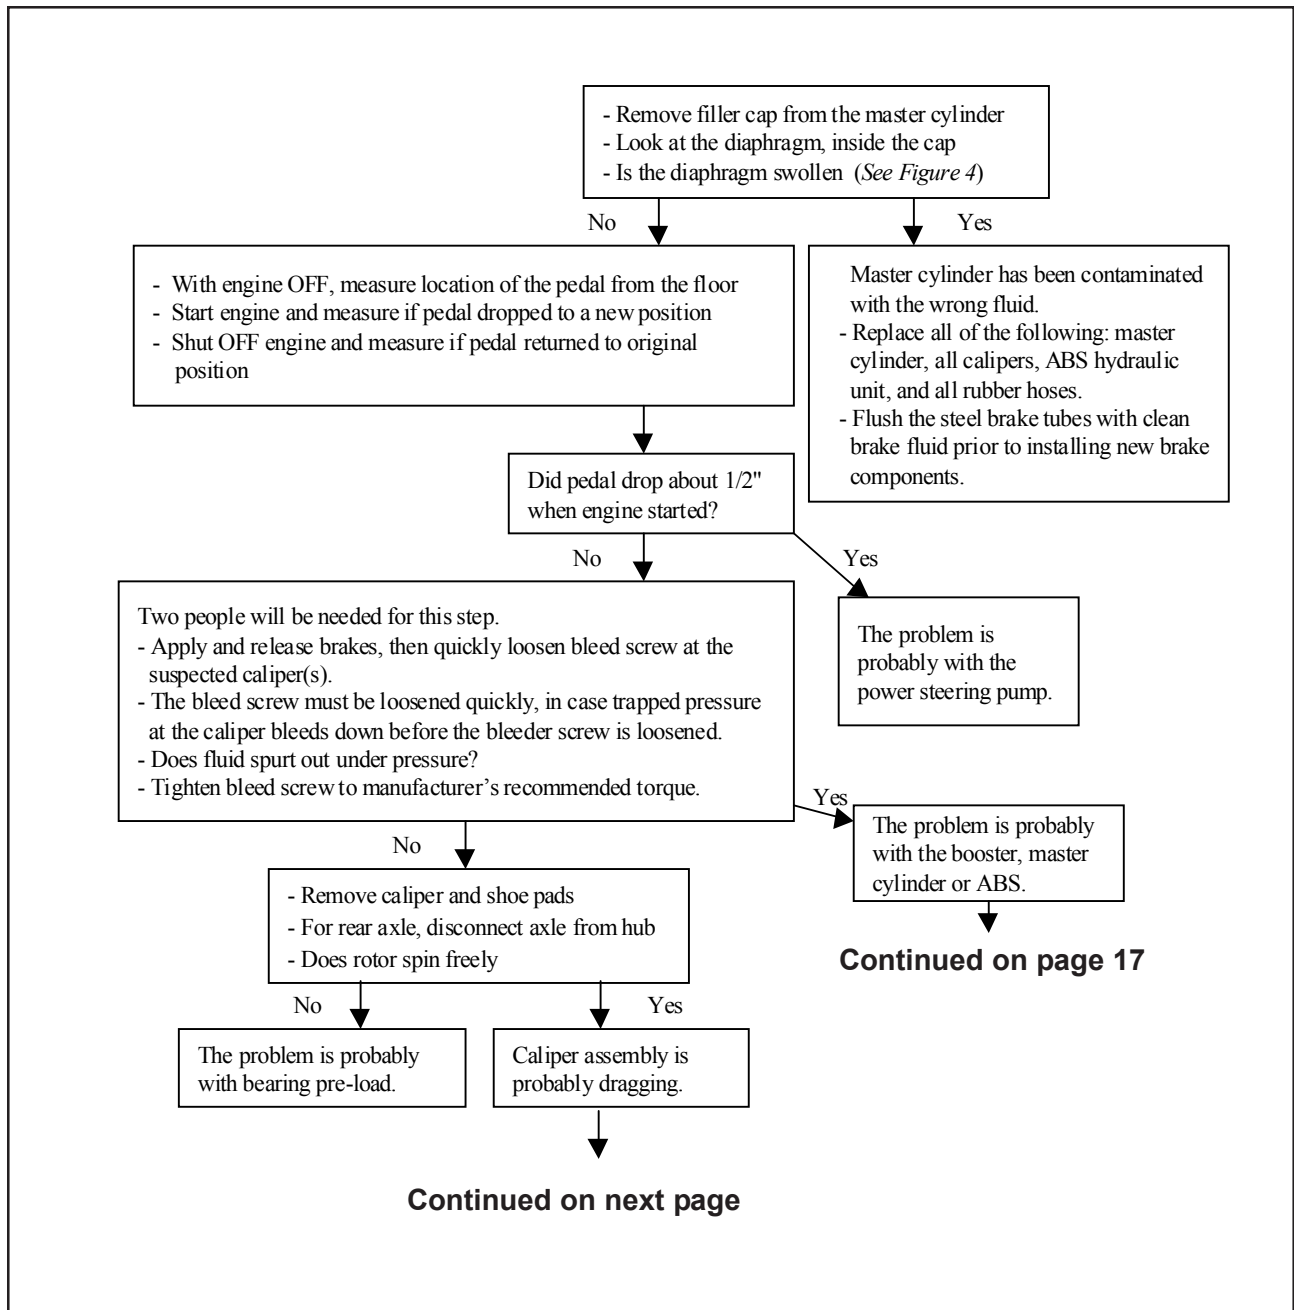 - Remove filler cap from the master cylinder
- Look at the diaphragm, inside the cap
- Is the diaphragm swollen (See Figure 4)
No
Yes
- With engine OFF, measure location of the pedal from the floor
- Start engine and measure if pedal dropped to a new position
- Shut OFF engine and measure if pedal returned to original
position
Master cylinder has been contaminated
with the wrong fluid.
- Replace all of the following: master
cylinder, all calipers, ABS hydraulic
unit, and all rubber hoses.
- Flush the steel brake tubes with clean
brake fluid prior to installing new brake
components.
Did pedal drop about 1/2"
when engine started?
No
Yes
Two people will be needed for this step.
- Apply and release brakes, then quickly loosen bleed screw at the
suspected caliper(s).
- The bleed screw must be loosened quickly, in case trapped pressure
at the caliper bleeds down before the bleeder screw is loosened.
- Does fluid spurt out under pressure?
- Tighten bleed screw to manufacturer’s recommended torque.
The problem is
probably with the
power steering pump.
No
Yes
The problem is probably
with the booster, master
cylinder or ABS.
- Remove caliper and shoe pads
- For rear axle, disconnect axle from hub
- Does rotor spin freely
Continued on page 17
No
Yes
The problem is probably
with bearing pre-load.
Caliper assembly is
probably dragging.
Continued on next page